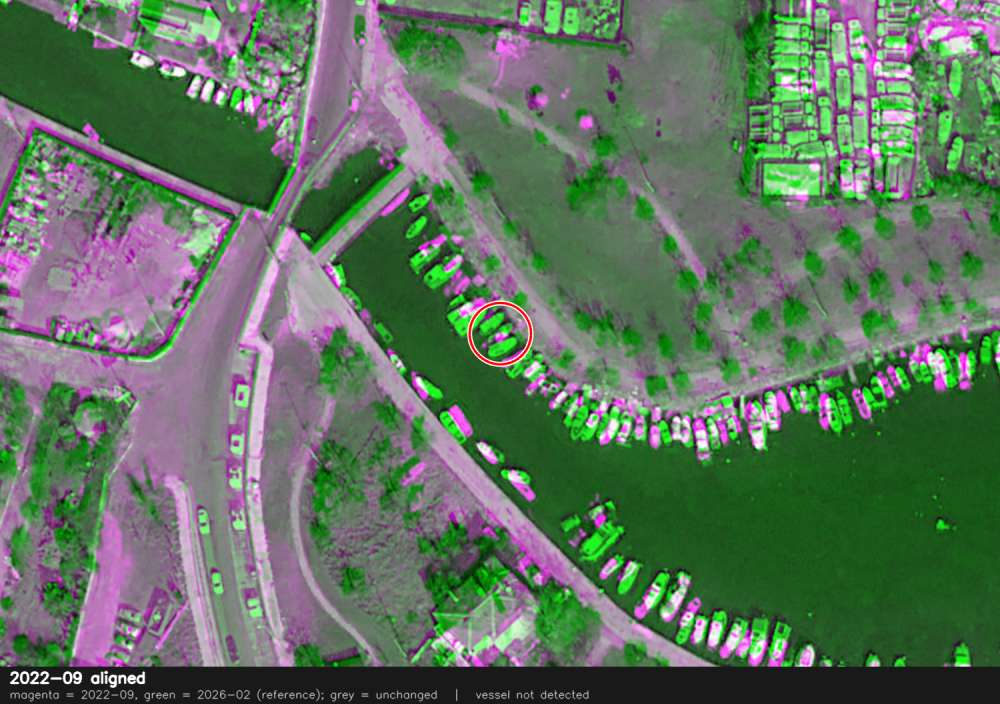 2022-09 aligned
magenta = 2022-09, green = 2026-02 (reference); grey = unchanged | vessel not detected